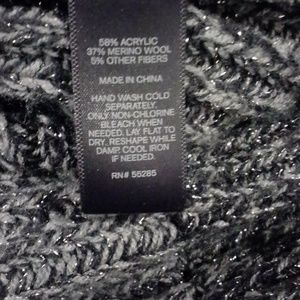 58% ACRYLIC
37% MERINO WOOL
5% OTHER FIBERS
MADE IN CHINA
HAND WASH COLD
SEPARATELY.
ONLY NON-CHLORINE
BLEACH WHEN
NEEDED. LAY FLAT TO
DRY. RESHAPE WHILE
DAMP. COOL IRON
IF NEEDED.
RN# 55285